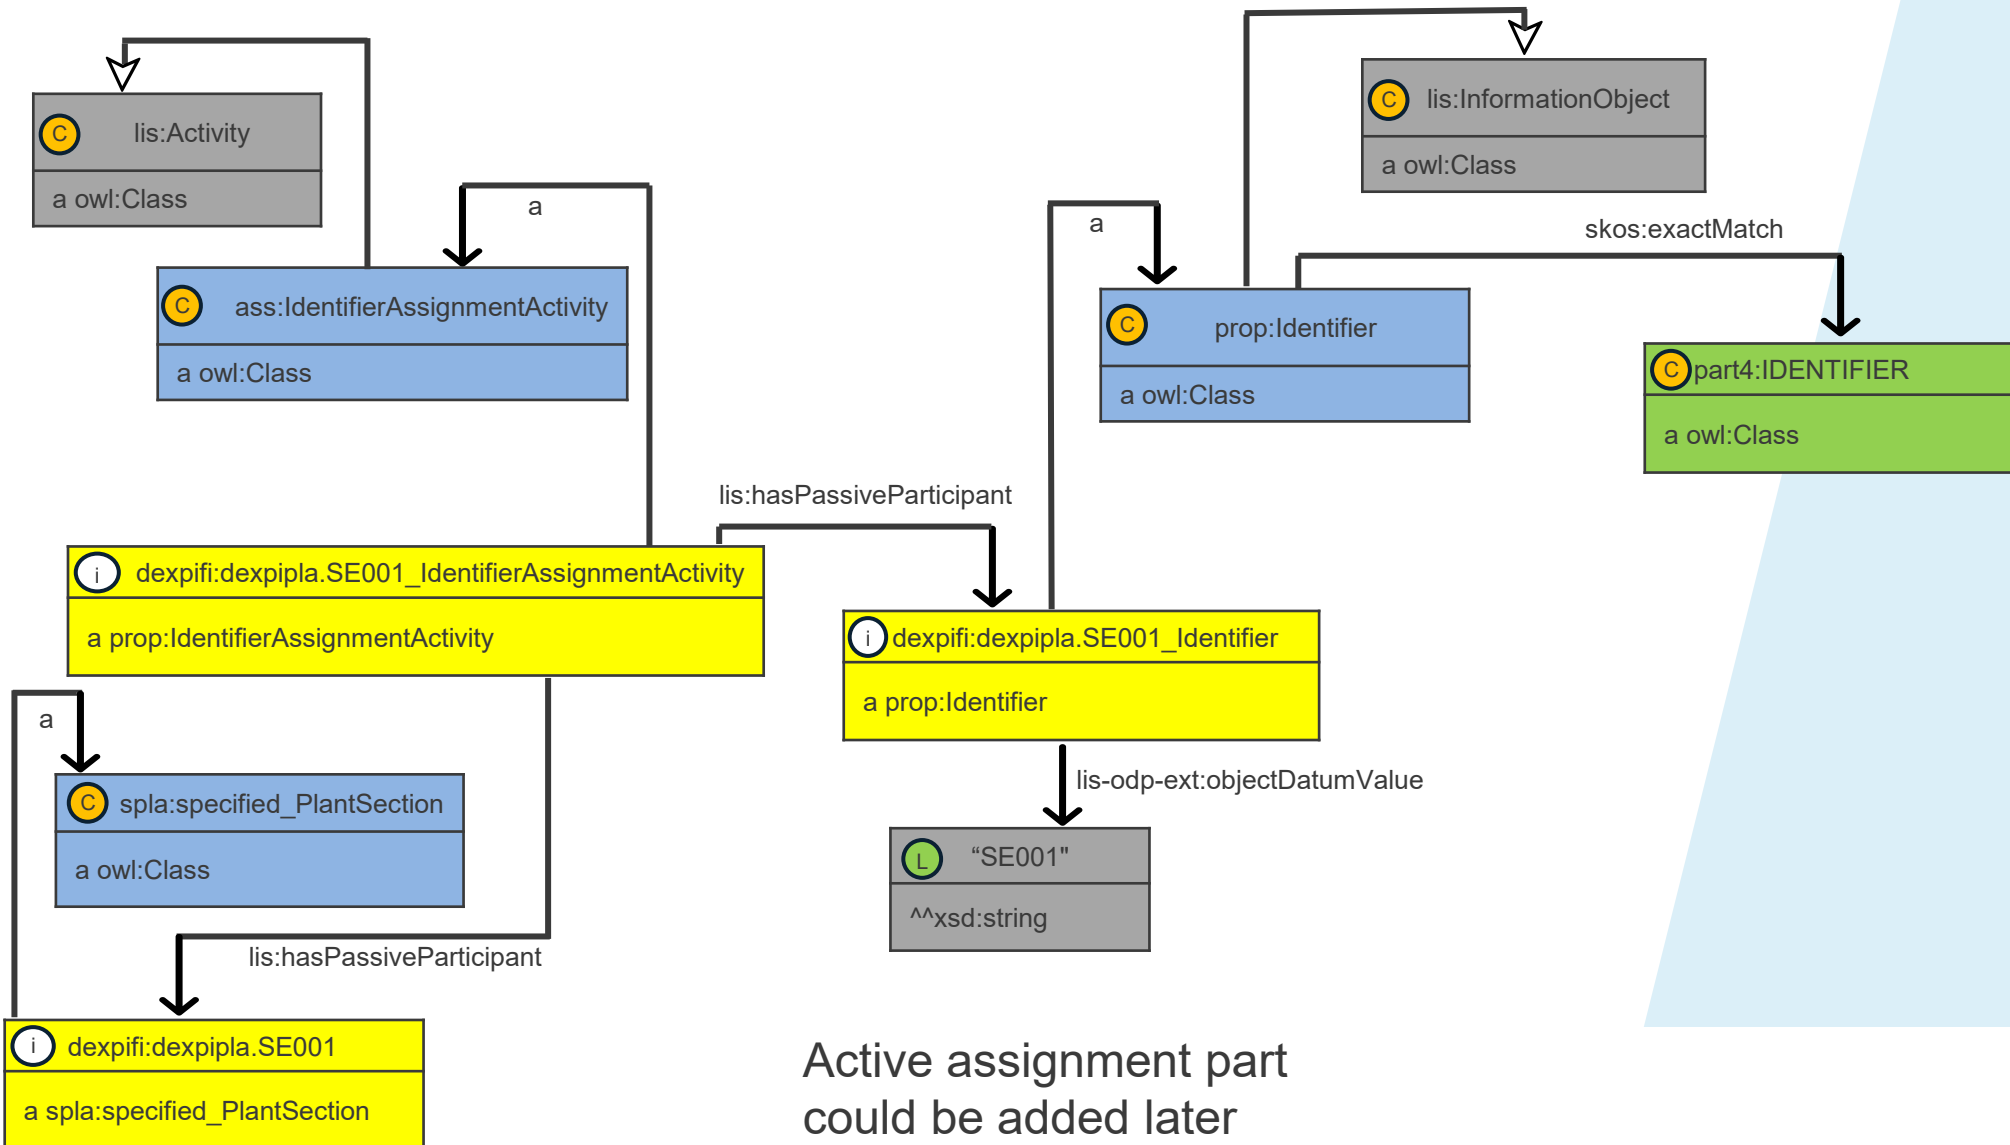 C lis:Activity
a owl:Class
C lis:InformationObject
a owl:Class
a
a
skos:exactMatch
C ass:IdentifierAssignmentActivity
a owl:Class
C prop:Identifier
a owl:Class
C part4:IDENTIFIER
a owl:Class
lis:hasPassiveParticipant
i dexpifi:dexpipla.SE001_IdentifierAssignmentActivity
a prop:IdentifierAssignmentActivity
i dexpifi:dexpipla.SE001_Identifier
a prop:Identifier
a
C spla:specified_PlantSection
a owl:Class
lis-odp-ext:objectDatumValue
L “SE001"
^^xsd:string
lis:hasPassiveParticipant
i dexpifi:dexpipla.SE001
a spla:specified_PlantSection
Active assignment part
could be added later